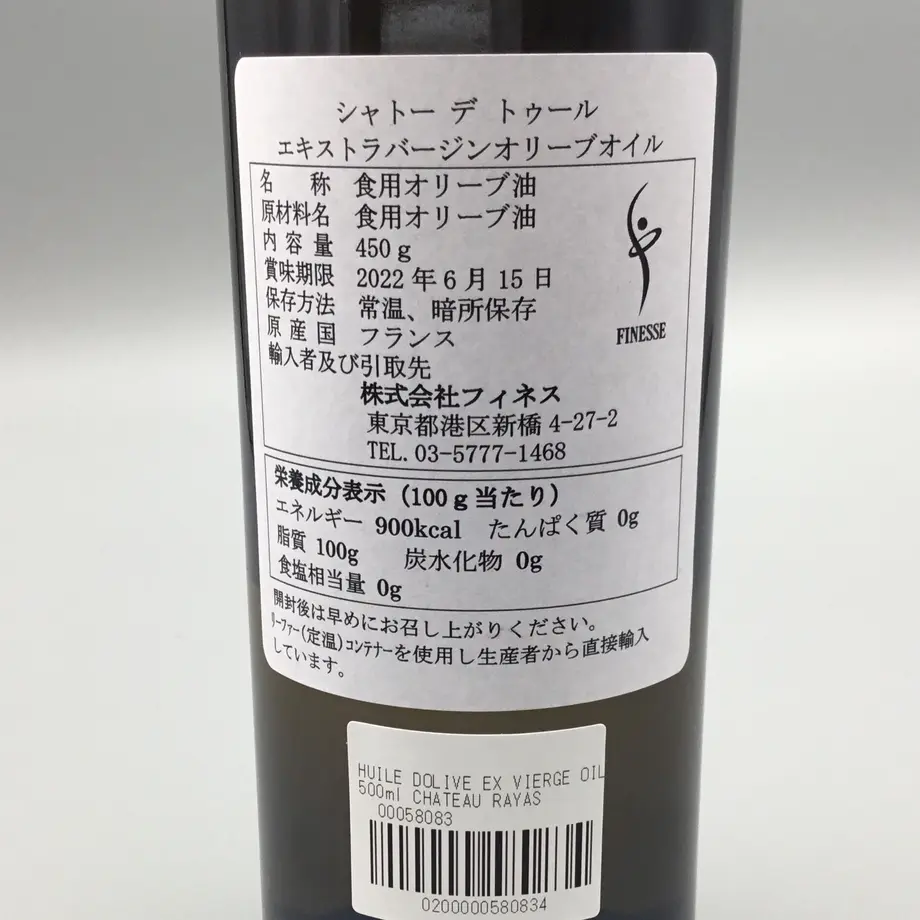 シャトー デ トゥール
エキストラバージンオリーブオイル
名 称 食用オリーブ油
原材料名 食用オリーブ油
内 容 量 450ｇ
賞味期限 2022 年 6 月 15 日
保存方法 常温、暗所保存
原 産 国 フランス
輸入者及び引取先
株式会社フィネス
東京都港区新橋 4-27-2
TEL. 03-5777-1468
FINESSE
栄養成分表示（100ｇ当たり）
エネルギー 900kcal たんぱく質 0g
脂質 100g 炭水化物 0g
食塩相当量 0g
開封後は早めにお召し上がりください。
ﾘｰﾌｧｰ(定温)ｺﾝﾃﾅｰを使用し生産者から直接輸入
しています。
HUILE DOLIVE EX VIERGE OIL
500ml CHATEAU RAYAS
00058083
0200000580834